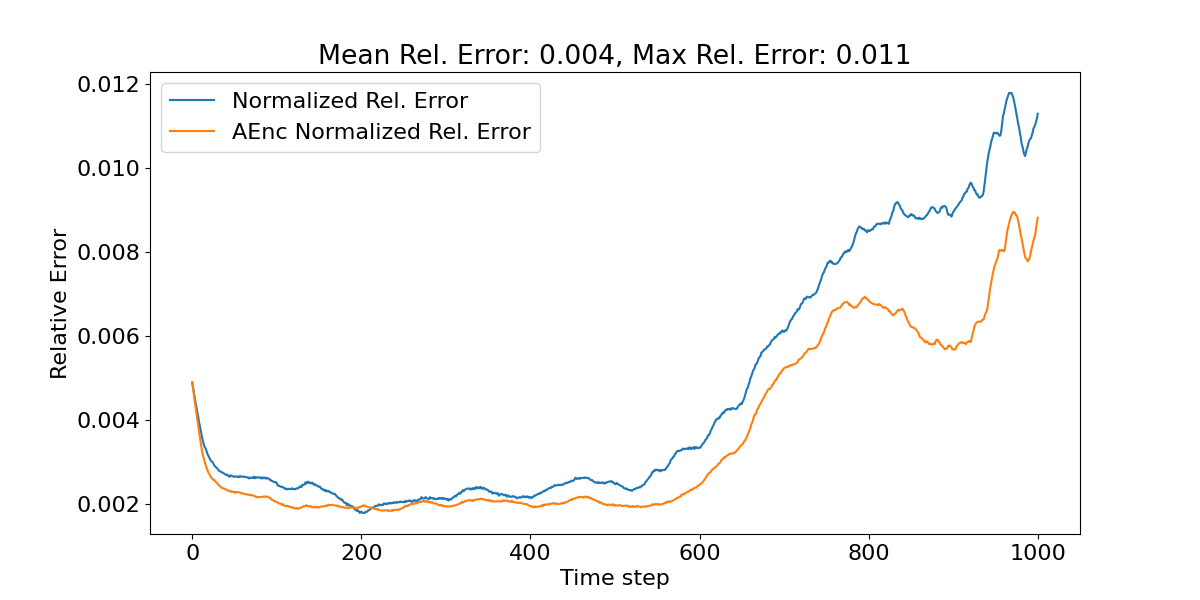 Mean Rel. Error: 0.004, Max Rel. Error: 0.011
Normalized Rel. Error
AEnc Normalized Rel. Error
Relative Error
0.012
0.010
0.008
0.006
0.004
0.002
0 200 400 600 800 1000
Time step